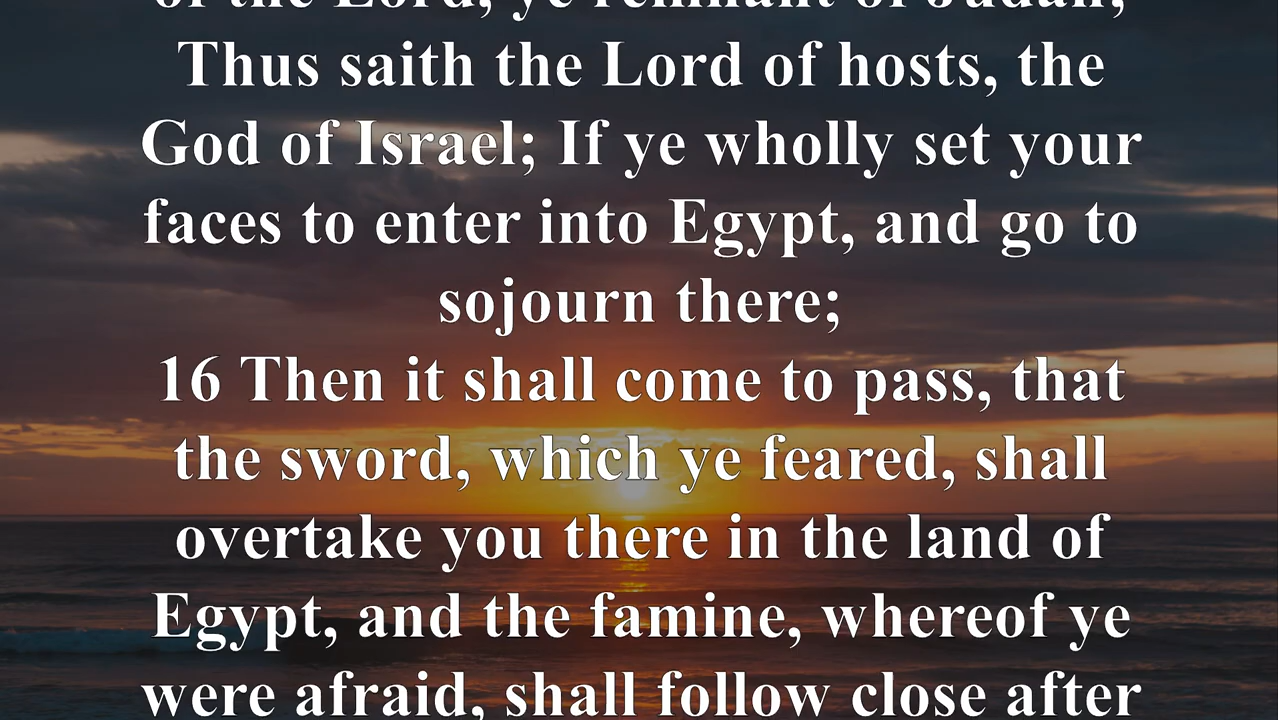 of the Lord, ye remnant of Judah;
Thus saith the Lord of hosts, the
God of Israel; If ye wholly set your
faces to enter into Egypt, and go to
sojourn there;
16 Then it shall come to pass, that
the sword, which ye feared, shall
overtake you there in the land of
Egypt, and the famine, whereof ye
were afraid, shall follow close after